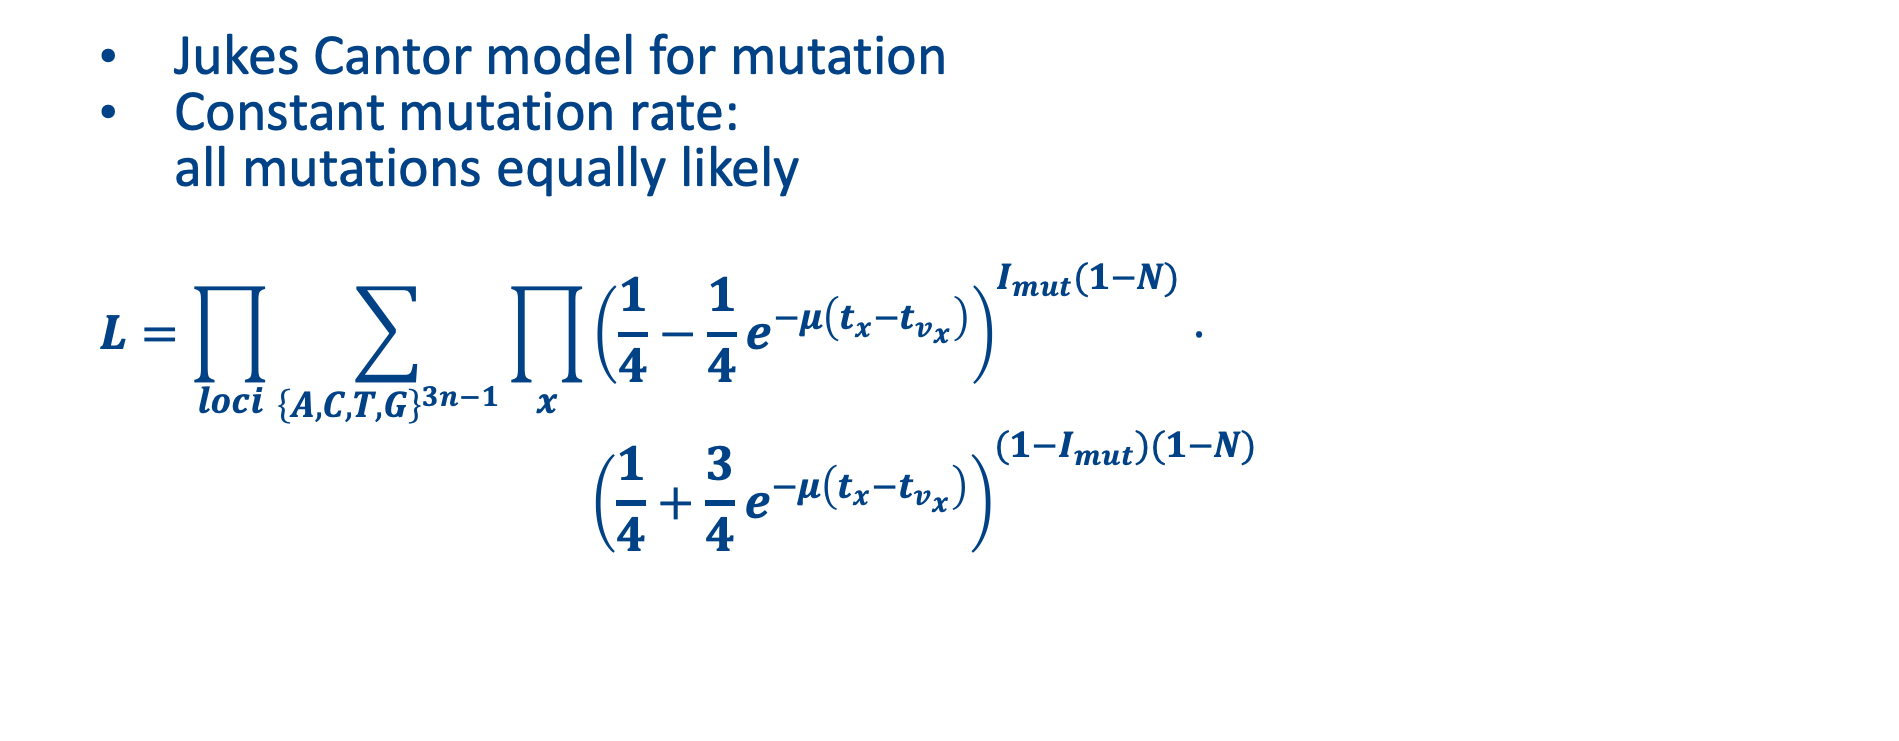 • Jukes Cantor model for mutation
• Constant mutation rate:
all mutations equally likely
L = ∏_{loci} ∑_{{A,C,T,G}^{3n−1}} ∏_{x} (1/4 − 1/4 e^{−μ(t_x−t_{v_x})})^{I_{mut}(1−N)} .
(1/4 + 3/4 e^{−μ(t_x−t_{v_x})})^{(1−I_{mut})(1−N)}